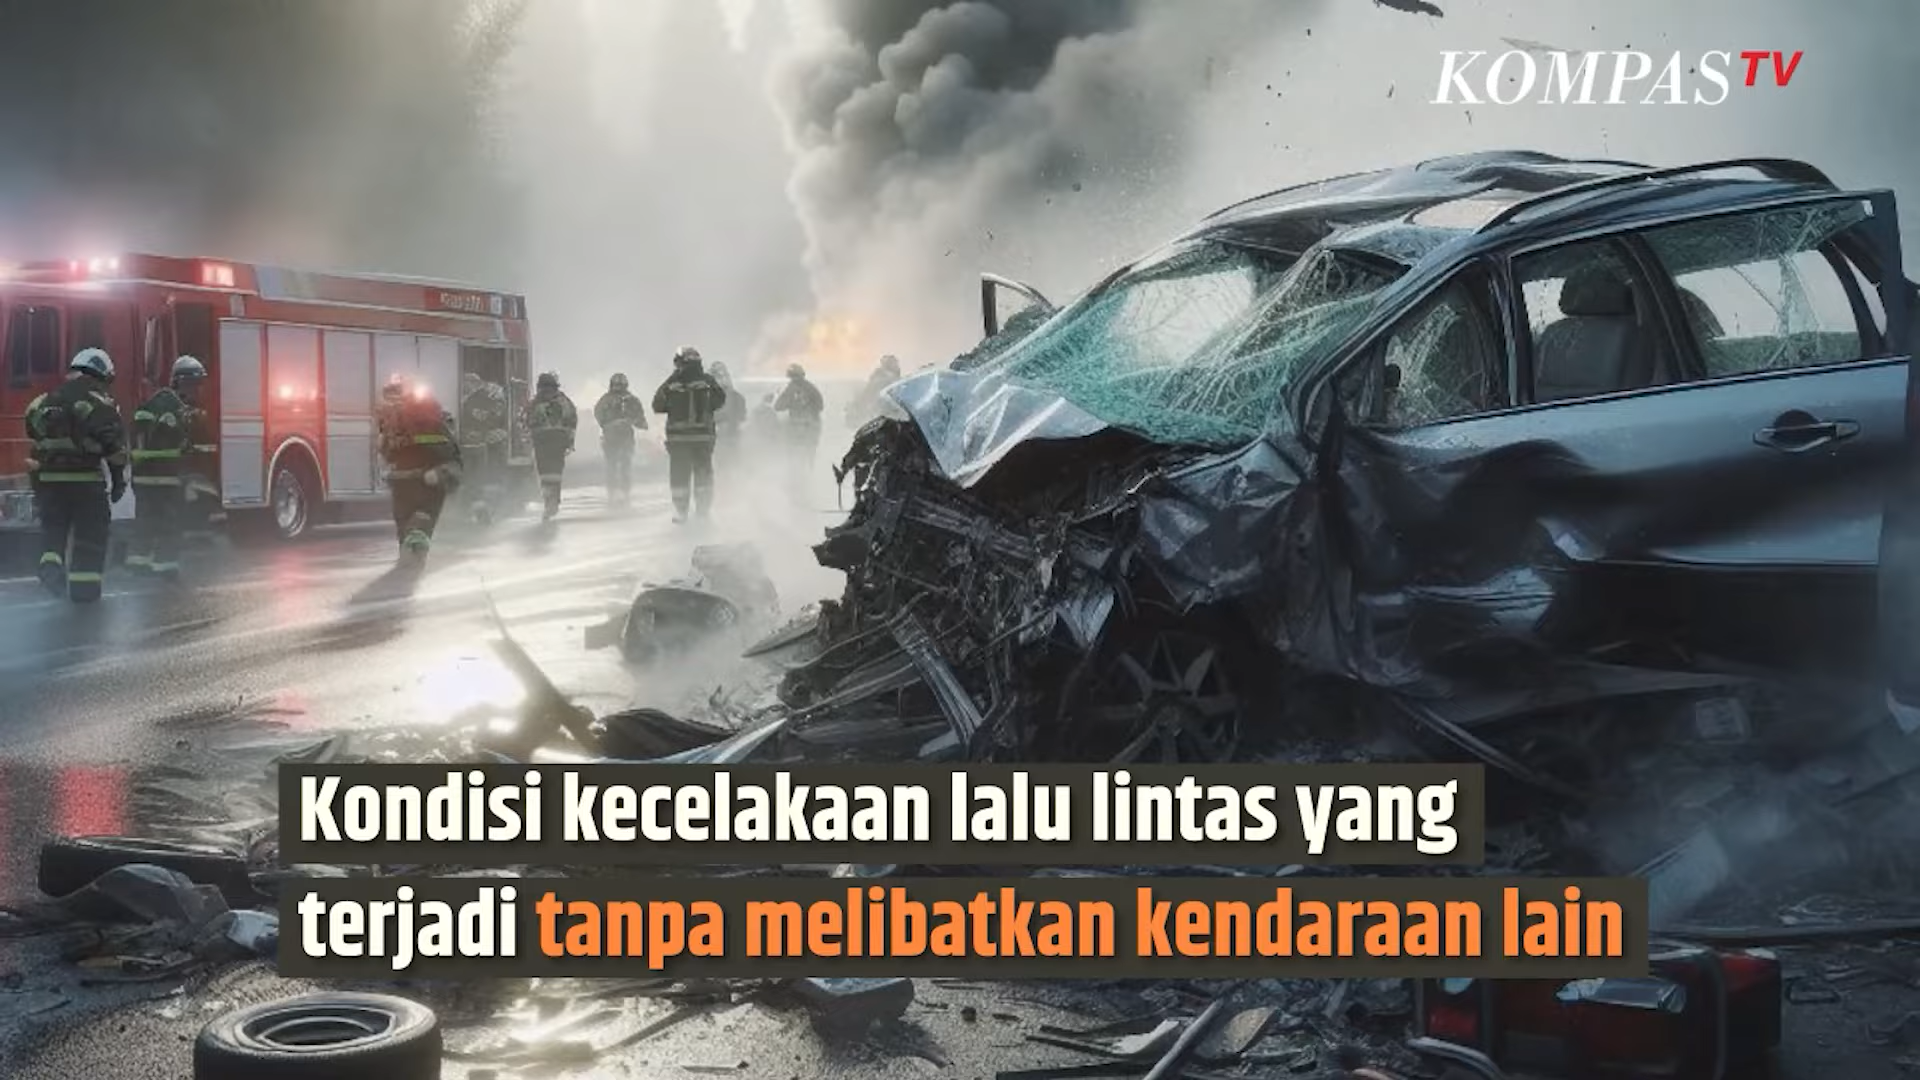 KOMPASTV
Kondisi kecelakaan lalu lintas yang
terjadi tanpa melibatkan kendaraan lain